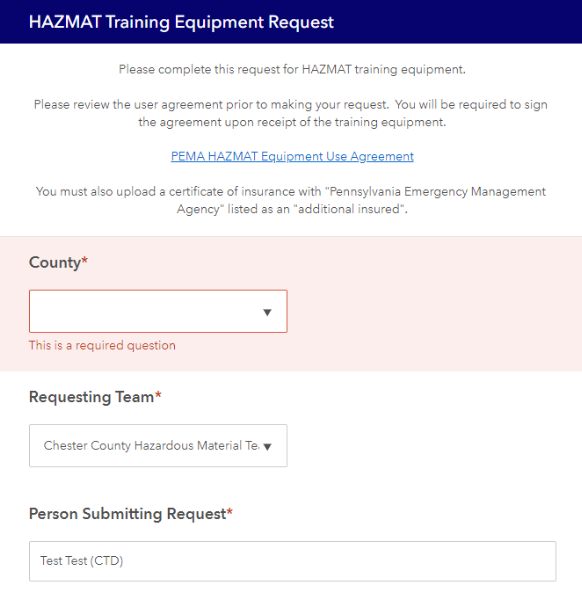 HAZMAT Training Equipment Request
Please complete this request for HAZMAT training equipment.
Please review the user agreement prior to making your request. You will be required to sign
the agreement upon receipt of the training equipment.
PEMA HAZMAT Equipment Use Agreement
You must also upload a certificate of insurance with "Pennsylvania Emergency Management
Agency" listed as an "additional insured".
County*
This is a required question
Requesting Team*
Chester County Hazardous Material Te
Person Submitting Request*
Test Test (CTD)